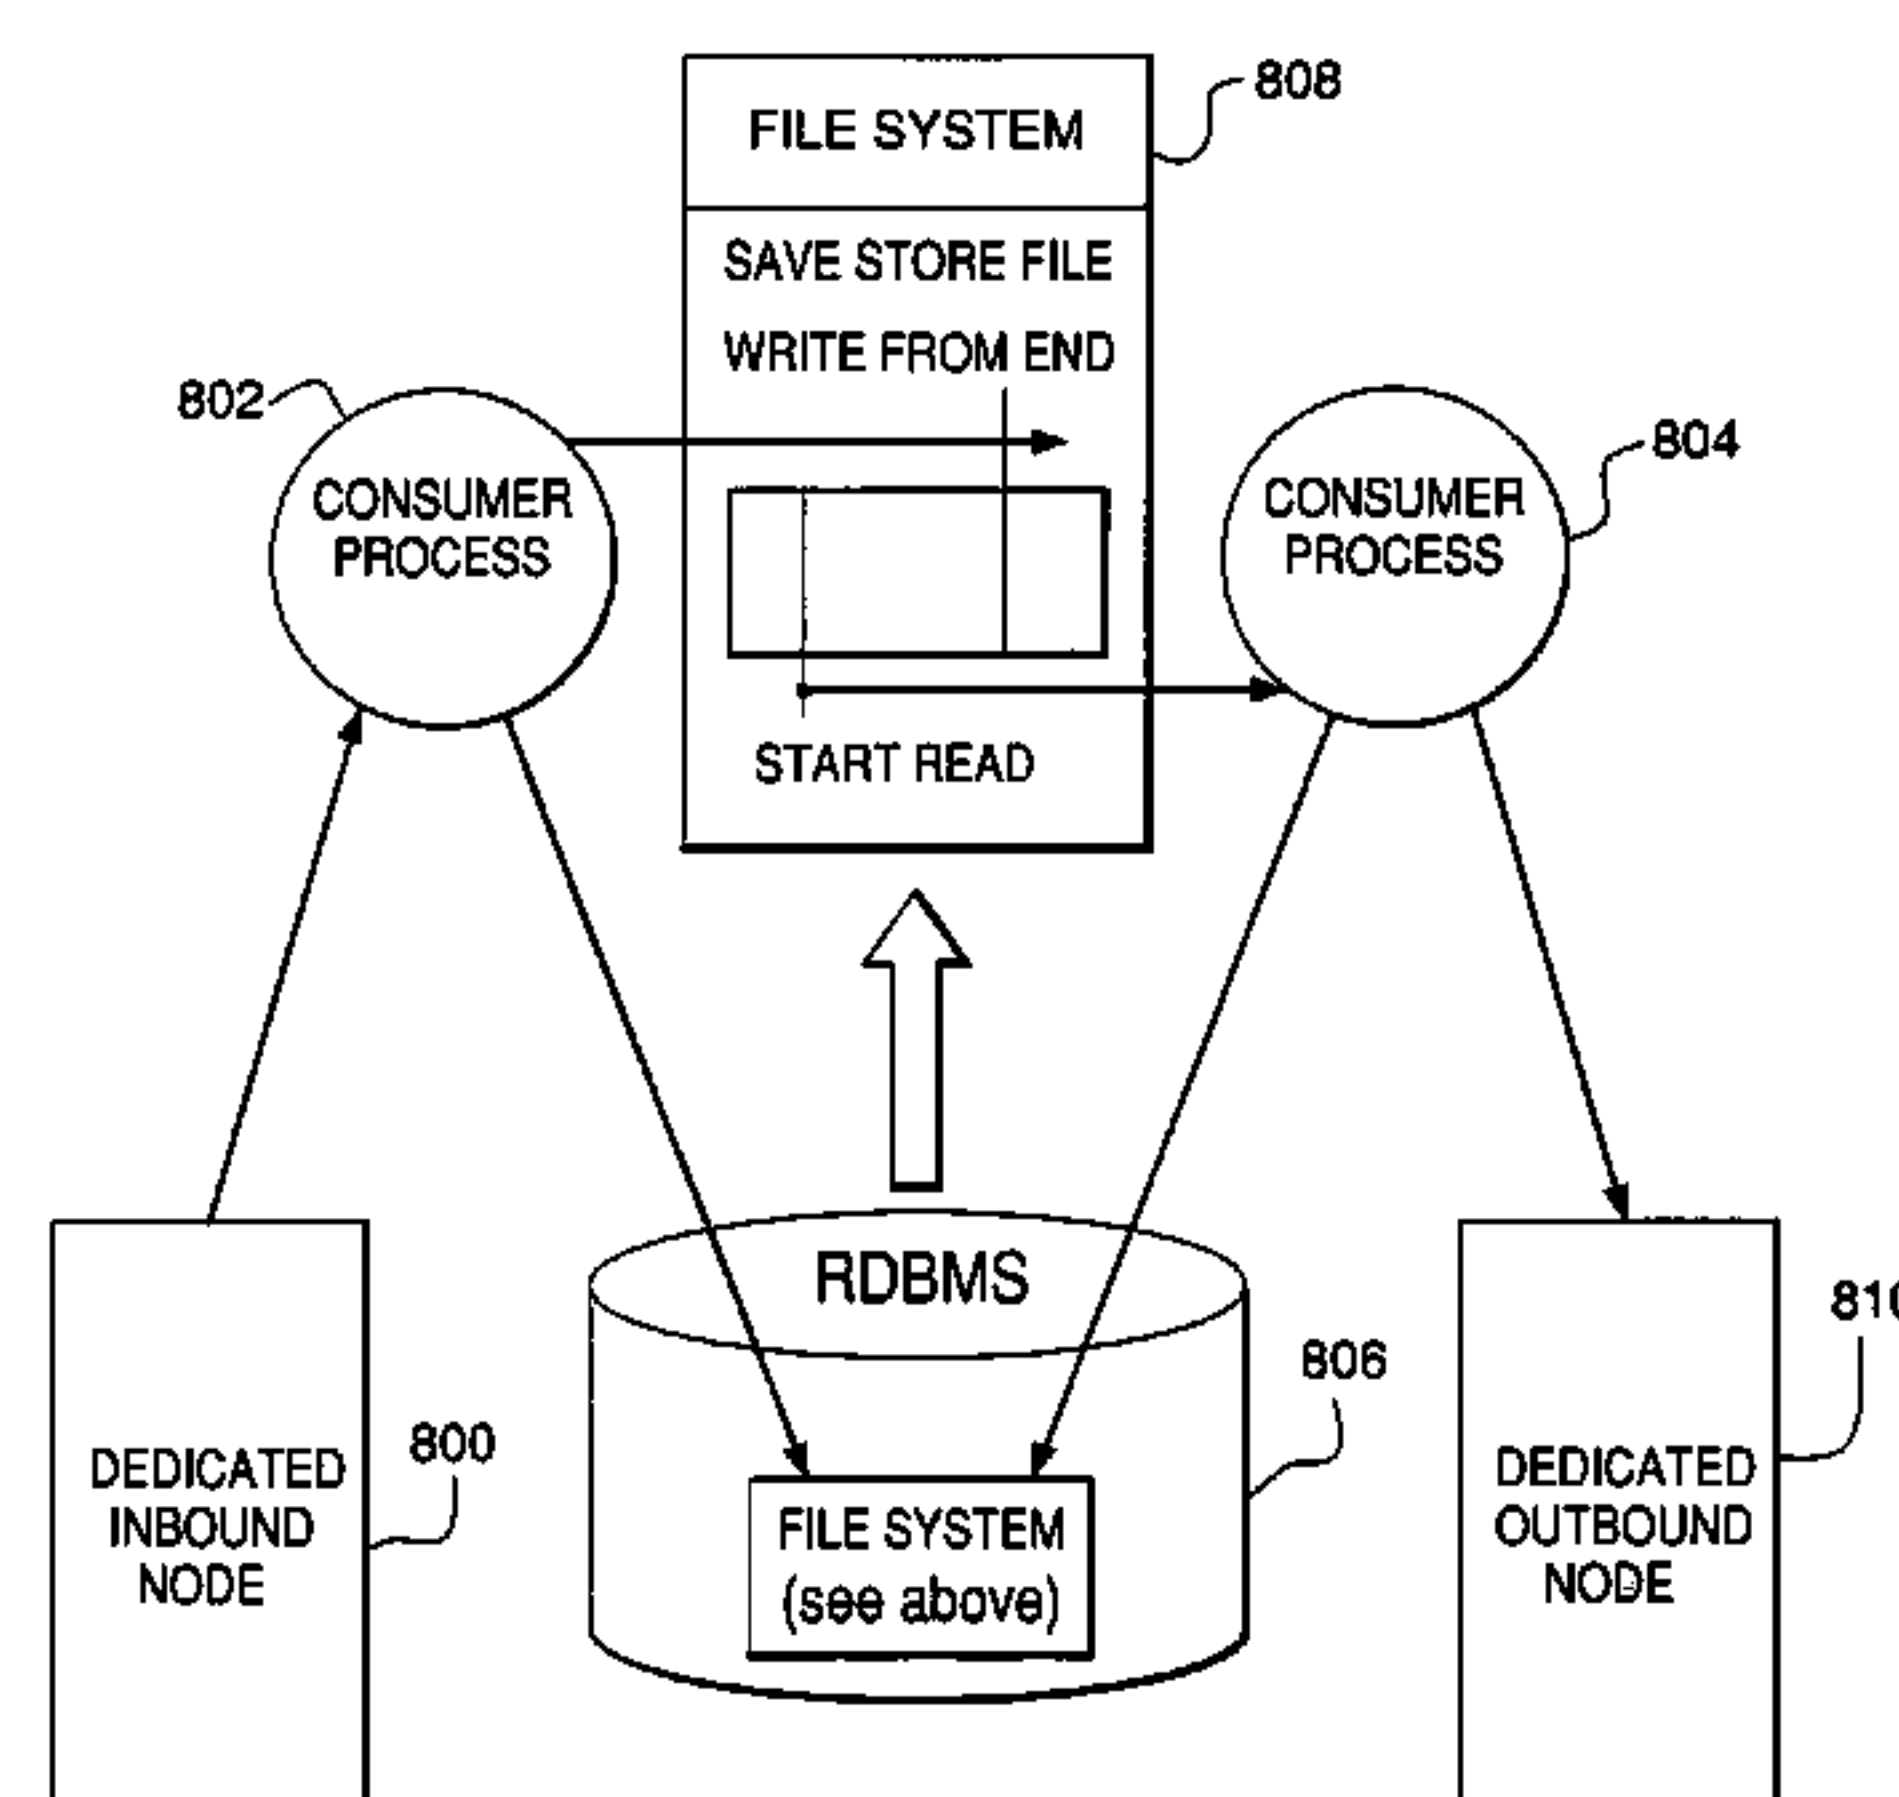 808
FILE SYSTEM
SAVE STORE FILE
WRITE FROM END
802
804
CONSUMER
PROCESS
CONSUMER
PROCESS
START READ
RDBMS
810
806
800
DEDICATED
INBOUND
NODE
FILE SYSTEM
(see above)
DEDICATED
OUTBOUND
NODE